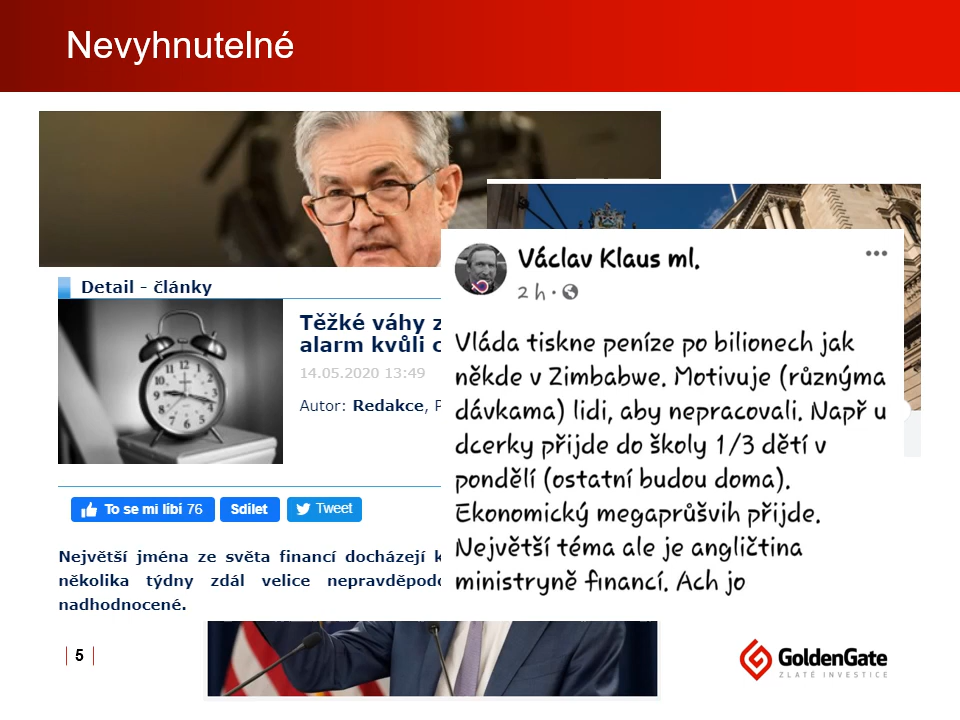 Nevyhnutelné
Detail - články
Těžké váhy z
alarm kvůli
14.05.2020 13:49
Autor: Redakce,
To se mi líbí 76
Sdílet
Tweet
Největší jména ze světa financí docházejí
několika týdny zdál velice
nadhodnocené.
Václav Klaus ml.
2 h ·
Vláda tiskne peníze po bilionech jak
někde v Zimbabwe. Motivuje (různýma
dávkama) lidi, aby nepracovali. Např u
dcerky přijde do školy 1/3 dětí v
pondělí (ostatní budou doma).
Ekonomický megaprůšvih přijde.
Největší téma ale je angličtina
ministryně financí. Ach jo
5
GoldenGate
ZLATÉ INVESTICE